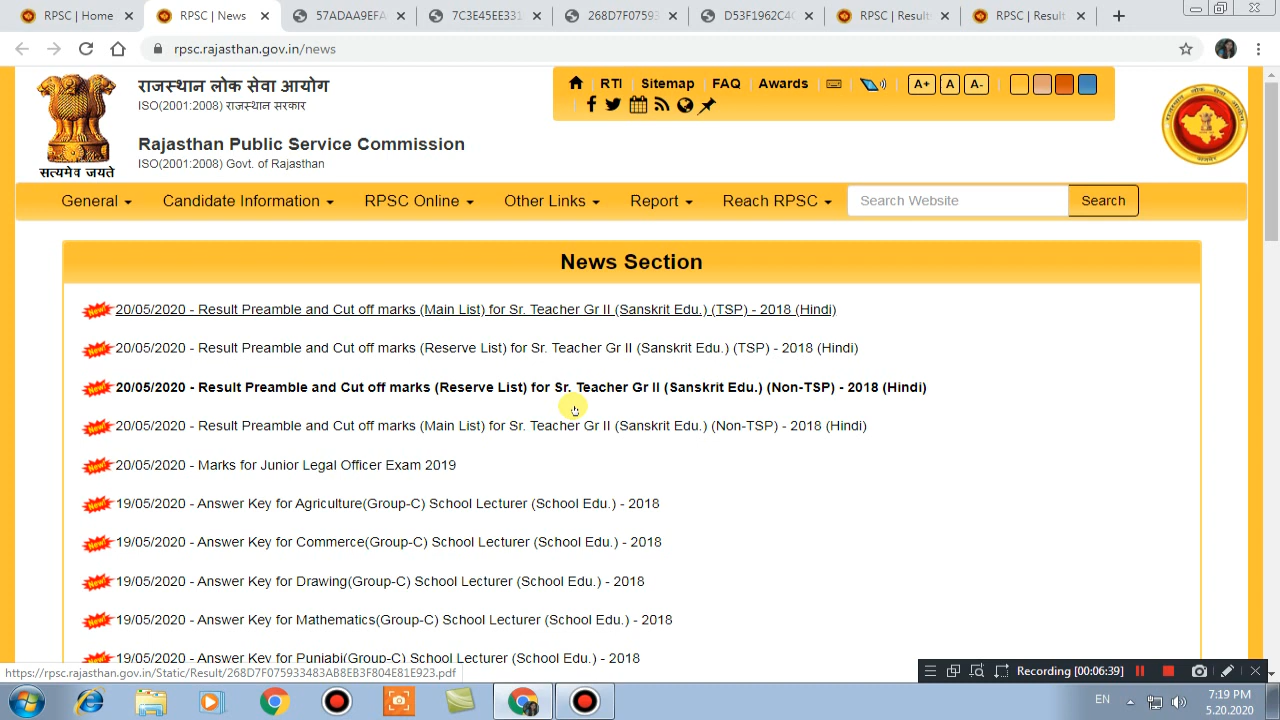 RPSC | Home
RPSC | News
57ADAA9EFA
7C3E45EE331
268D7F07593
D53F1962C4
RPSC | Result
RPSC | Result
rpsc.rajasthan.gov.in/news
राजस्थान लोक सेवा आयोग
ISO(2001:2008) राजस्थान सरकार
Rajasthan Public Service Commission
ISO(2001:2008) Govt. of Rajasthan
सत्यमेव जयते
RTI | Sitemap | FAQ | Awards
A+ A A-
General
Candidate Information
RPSC Online
Other Links
Report
Reach RPSC
Search Website
Search
News Section
New! 20/05/2020 - Result Preamble and Cut off marks (Main List) for Sr. Teacher Gr II (Sanskrit Edu.) (TSP) - 2018 (Hindi)
New! 20/05/2020 - Result Preamble and Cut off marks (Reserve List) for Sr. Teacher Gr II (Sanskrit Edu.) (TSP) - 2018 (Hindi)
New! 20/05/2020 - Result Preamble and Cut off marks (Reserve List) for Sr. Teacher Gr II (Sanskrit Edu.) (Non-TSP) - 2018 (Hindi)
New! 20/05/2020 - Result Preamble and Cut off marks (Main List) for Sr. Teacher Gr II (Sanskrit Edu.) (Non-TSP) - 2018 (Hindi)
New! 20/05/2020 - Marks for Junior Legal Officer Exam 2019
New! 19/05/2020 - Answer Key for Agriculture(Group-C) School Lecturer (School Edu.) - 2018
New! 19/05/2020 - Answer Key for Commerce(Group-C) School Lecturer (School Edu.) - 2018
New! 19/05/2020 - Answer Key for Drawing(Group-C) School Lecturer (School Edu.) - 2018
New! 19/05/2020 - Answer Key for Mathematics(Group-C) School Lecturer (School Edu.) - 2018
New! 19/05/2020 - Answer Key for Punjabi(Group-C) School Lecturer (School Edu.) - 2018
https://rpsc.rajasthan.gov.in/Static/Result/268D7F075933483AB8EB3F804E81E923.pdf
Recording [00:06:39]
EN
7:19 PM
5.20.2020